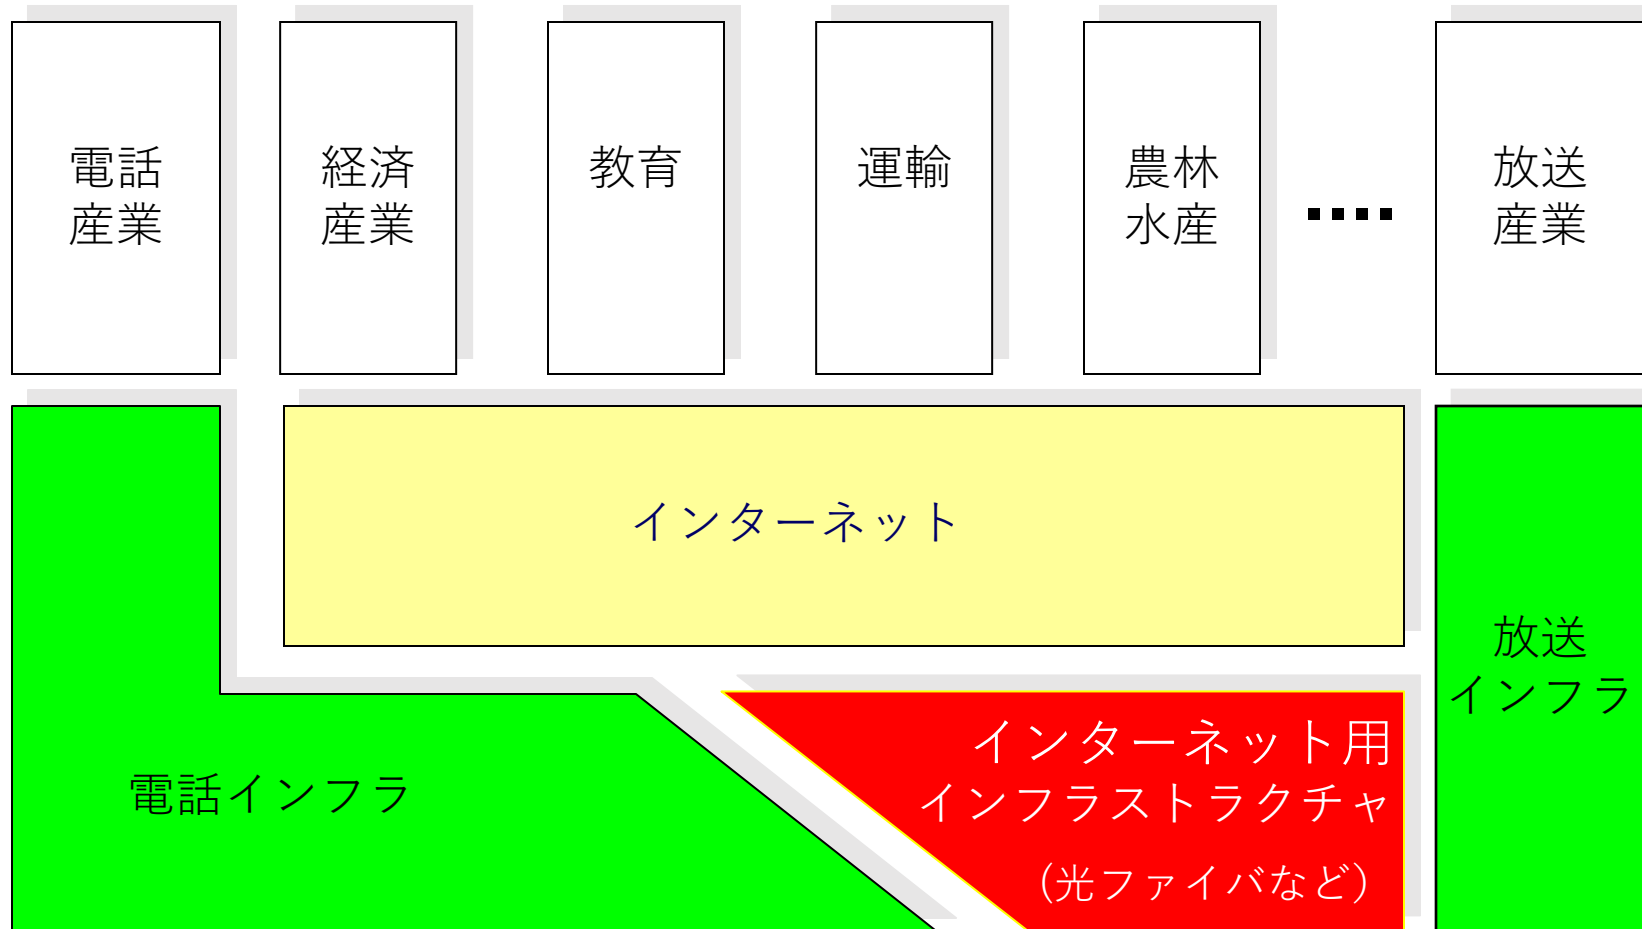 電話
産業
経済
産業
教育
運輸
農林
水産
....
放送
産業
インターネット
放送
インフラ
電話インフラ
インターネット用
インフラストラクチャ
（光ファイバなど）